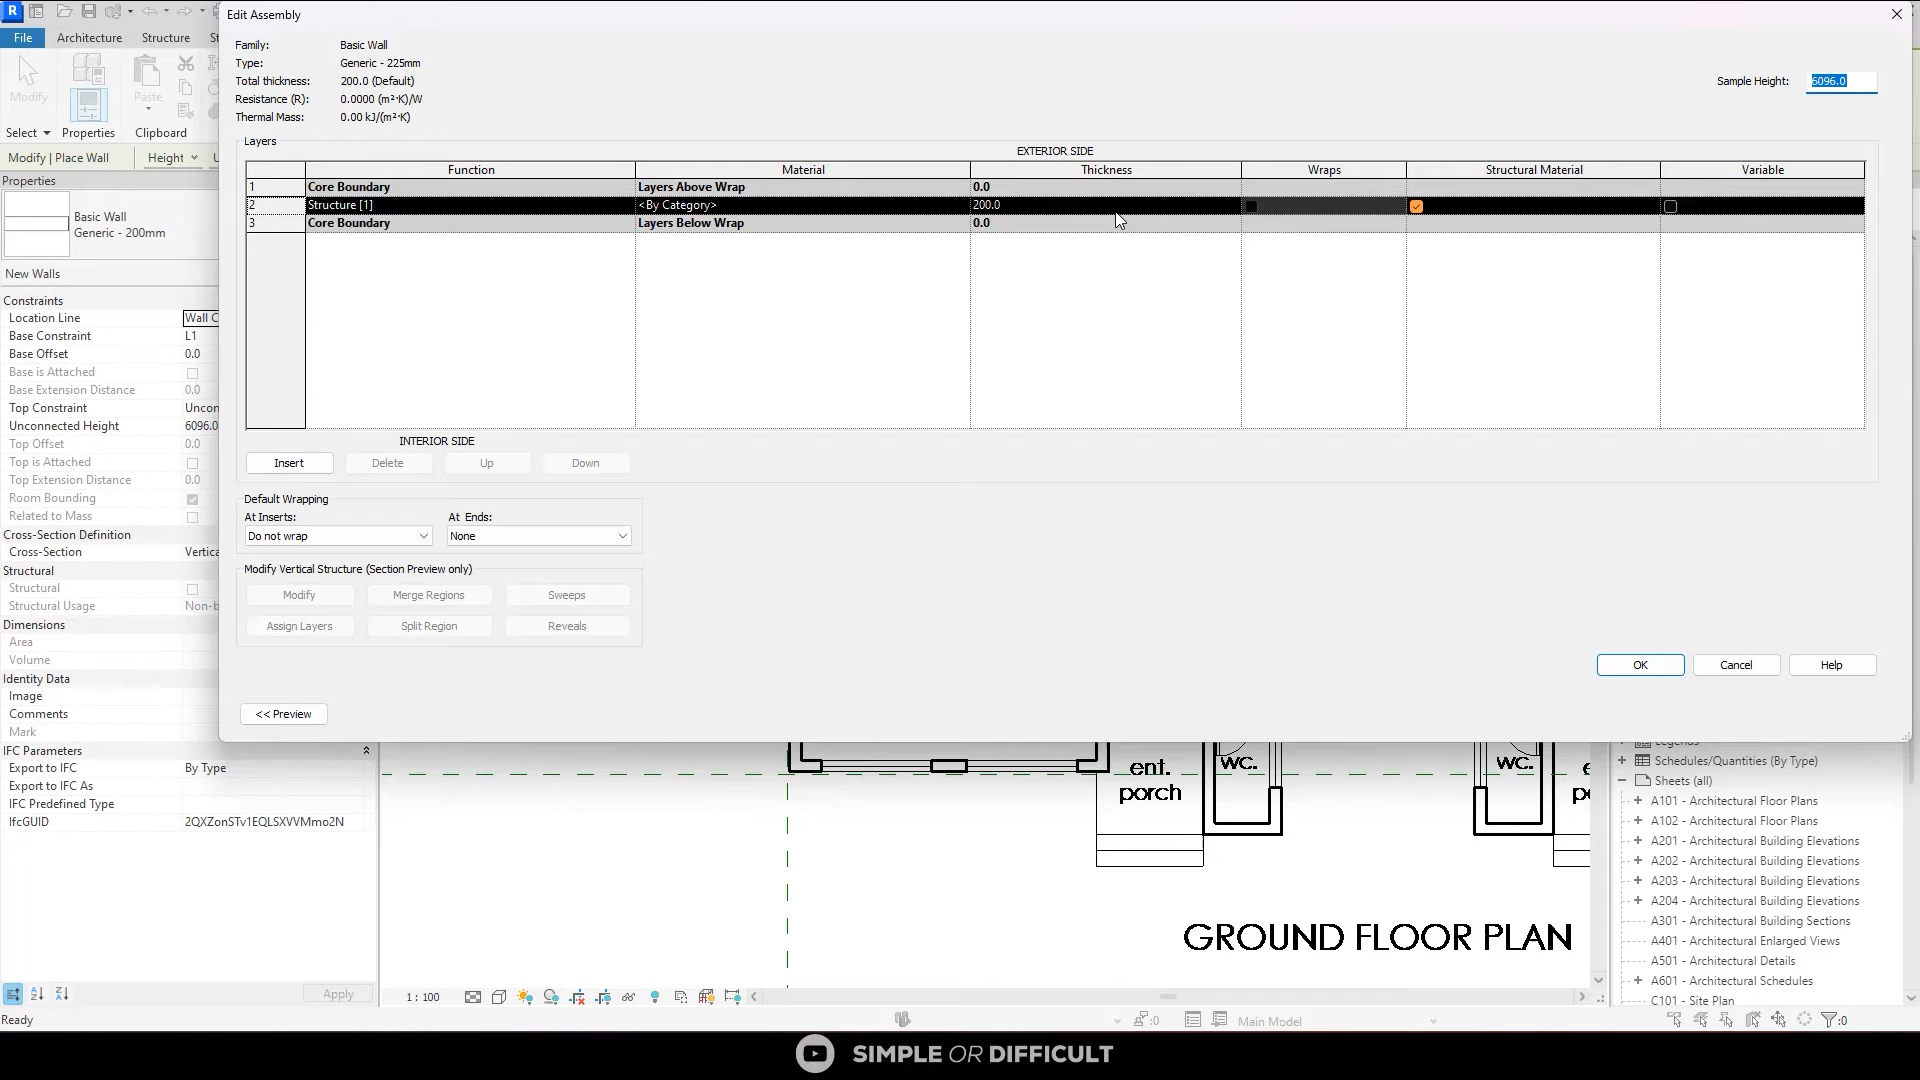 R
Edit Assembly
File Architecture Structure
Family: Basic Wall
Type: Generic - 225mm
Total thickness: 200.0 (Default)
Sample Height: 6096.0
Resistance (R): 0.0000 (m²·K)/W
Thermal Mass: 0.00 kJ/(m²·K)
Modify
Paste
Select Properties Clipboard
Modify | Place Wall Height
Layers
EXTERIOR SIDE
Function Material Thickness Wraps Structural Material Variable
1 Core Boundary Layers Above Wrap 0.0
2 Structure [1] <By Category> 200.0
3 Core Boundary Layers Below Wrap 0.0
INTERIOR SIDE
Insert Delete Up Down
Default Wrapping
At Inserts: At Ends:
Do not wrap None
Modify Vertical Structure (Section Preview only)
Modify Merge Regions Sweeps
Assign Layers Split Region Reveals
OK Cancel Help
<< Preview
Properties
Basic Wall
Generic - 200mm
New Walls
Constraints
Location Line Wall C
Base Constraint L1
Base Offset 0.0
Base is Attached
Base Extension Distance 0.0
Top Constraint Uncon
Unconnected Height 6096.0
Top Offset 0.0
Top is Attached
Top Extension Distance 0.0
Room Bounding
Related to Mass
Cross-Section Definition
Cross-Section Vertica
Structural
Structural
Structural Usage Non-b
Dimensions
Area
Volume
Identity Data
Image
Comments
Mark
IFC Parameters
Export to IFC By Type
Export to IFC As
IFC Predefined Type
IfcGUID 2QXZonSTv1EQLSXVVMmo2N
Apply
ent.
porch
WC.
WC.
GROUND FLOOR PLAN
Legends
Schedules/Quantities (By Type)
Sheets (all)
A101 - Architectural Floor Plans
A102 - Architectural Floor Plans
A201 - Architectural Building Elevations
A202 - Architectural Building Elevations
A203 - Architectural Building Elevations
A204 - Architectural Building Elevations
A301 - Architectural Building Sections
A401 - Architectural Enlarged Views
A501 - Architectural Details
A601 - Architectural Schedules
C101 - Site Plan
1 : 100
Ready
:0
Main Model
:0
SIMPLE OR DIFFICULT